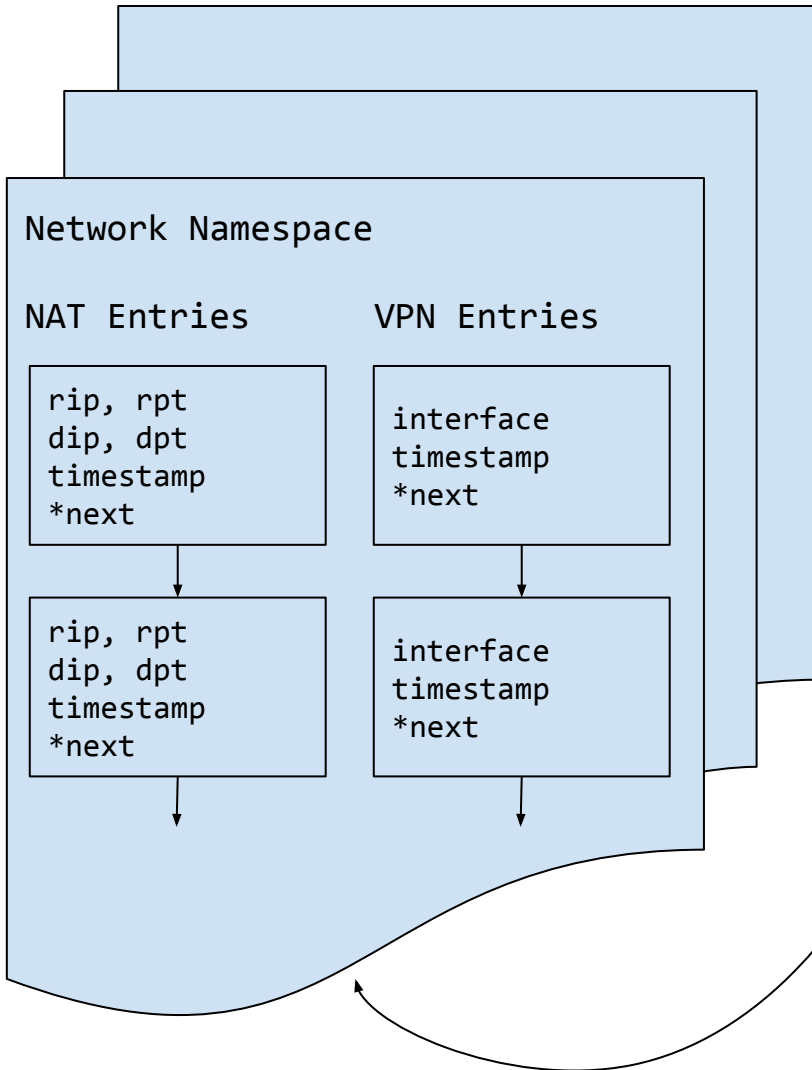 Network Namespace
NAT Entries
VPN Entries
rip, rpt
dip, dpt
timestamp
*next
interface
timestamp
*next
rip, rpt
dip, dpt
timestamp
*next
interface
timestamp
*next